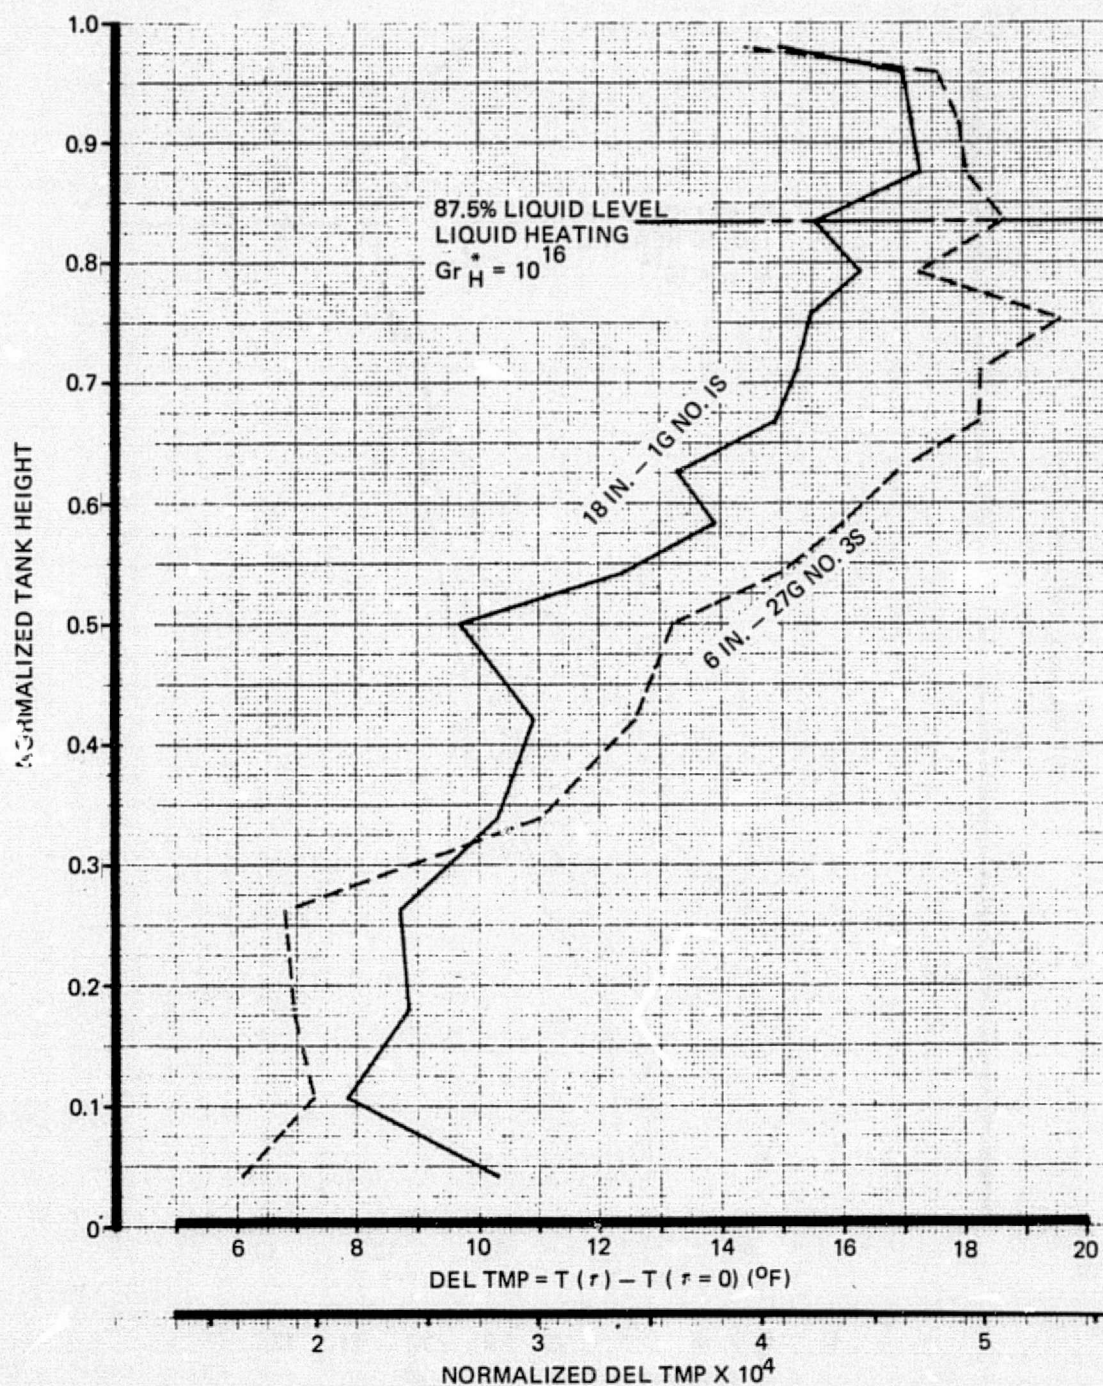 1.0
0.9
87.5% LIQUID LEVEL
LIQUID HEATING
Gr*H = 10^16
0.8
0.7
18 IN. – 1G NO. IS
0.6
6 IN. – 27G NO. 3S
0.5
NORMALIZED TANK HEIGHT
0.4
0.3
0.2
0.1
0
6 8 10 12 14 16 18 20
DEL TMP = T (τ) – T (τ = 0) (°F)
2 3 4 5
NORMALIZED DEL TMP X 10^4